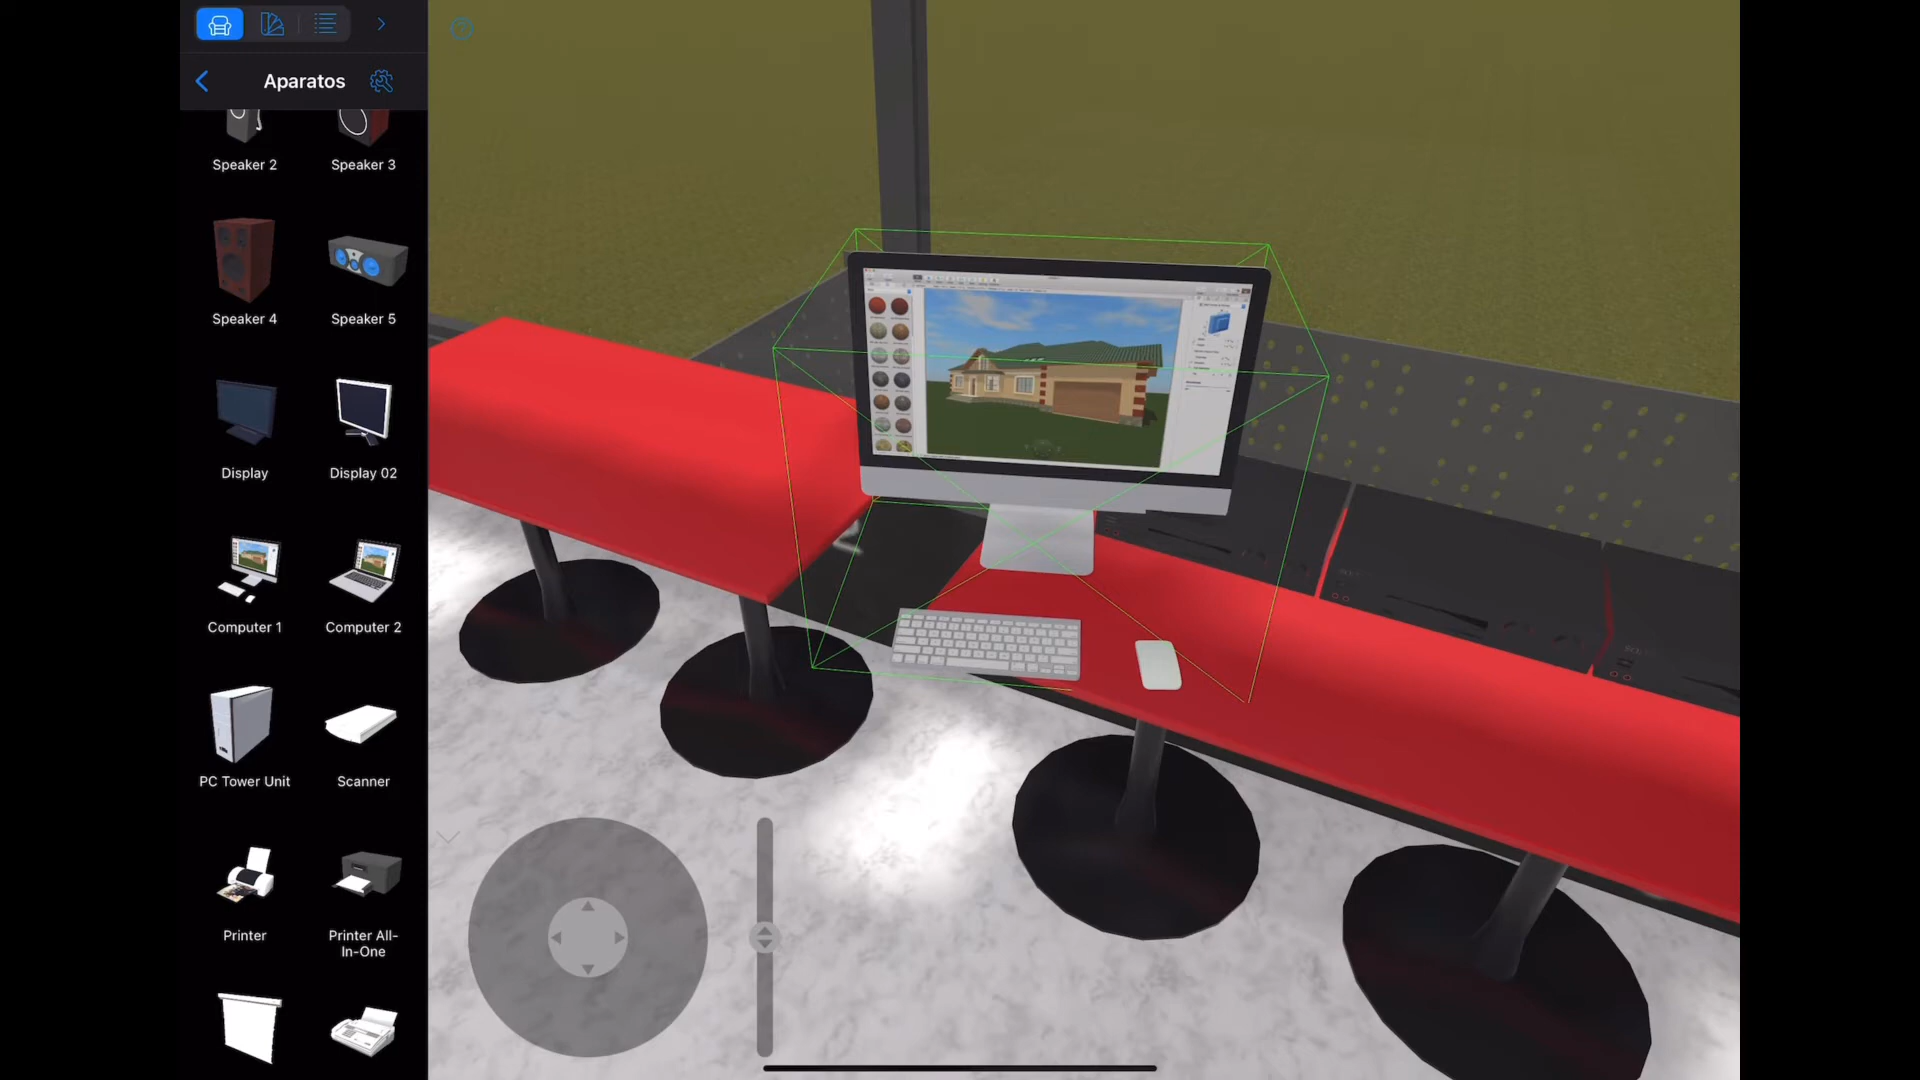 Aparatos
Speaker 2
Speaker 3
Speaker 4
Speaker 5
Display
Display 02
Computer 1
Computer 2
PC Tower Unit
Scanner
Printer
Printer All-
In-One